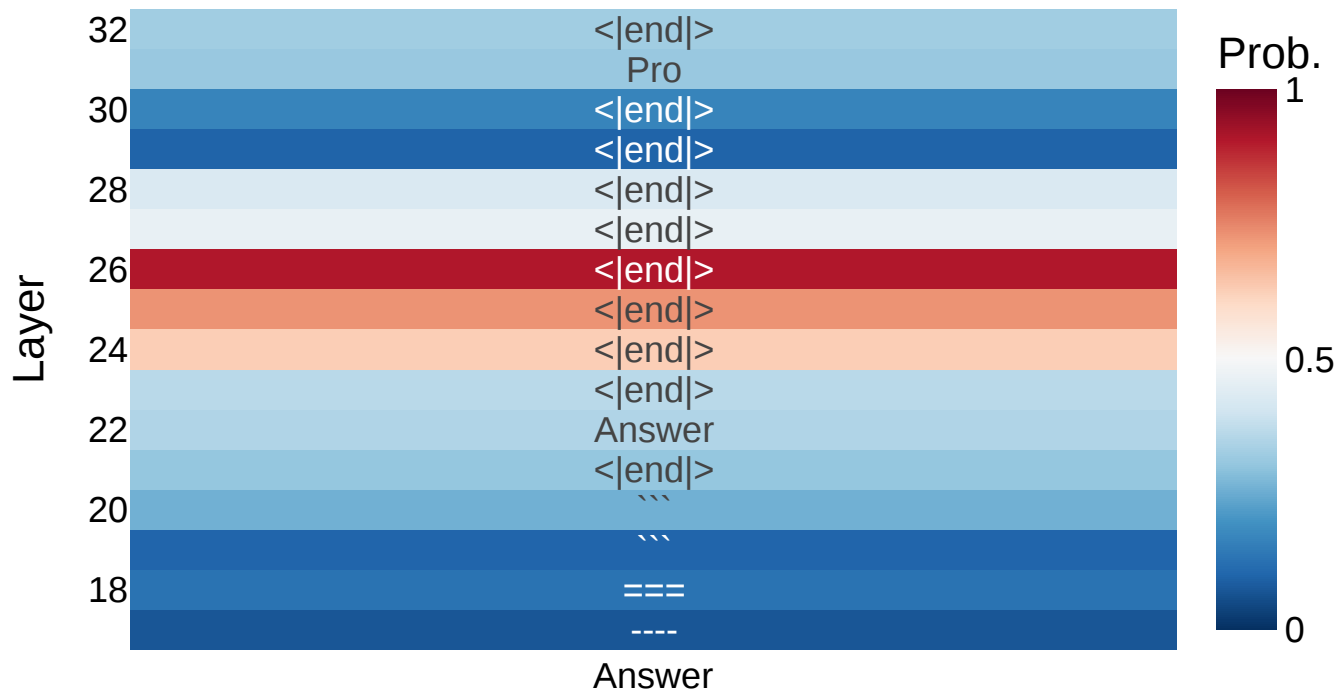 32
<|end|>
Prob.
Pro
1
30
<|end|>
<|end|>
28
<|end|>
<|end|>
26
<|end|>
Layer
<|end|>
24
<|end|>
0.5
<|end|>
22
Answer
<|end|>
20
```
```
18
===
----
0
Answer